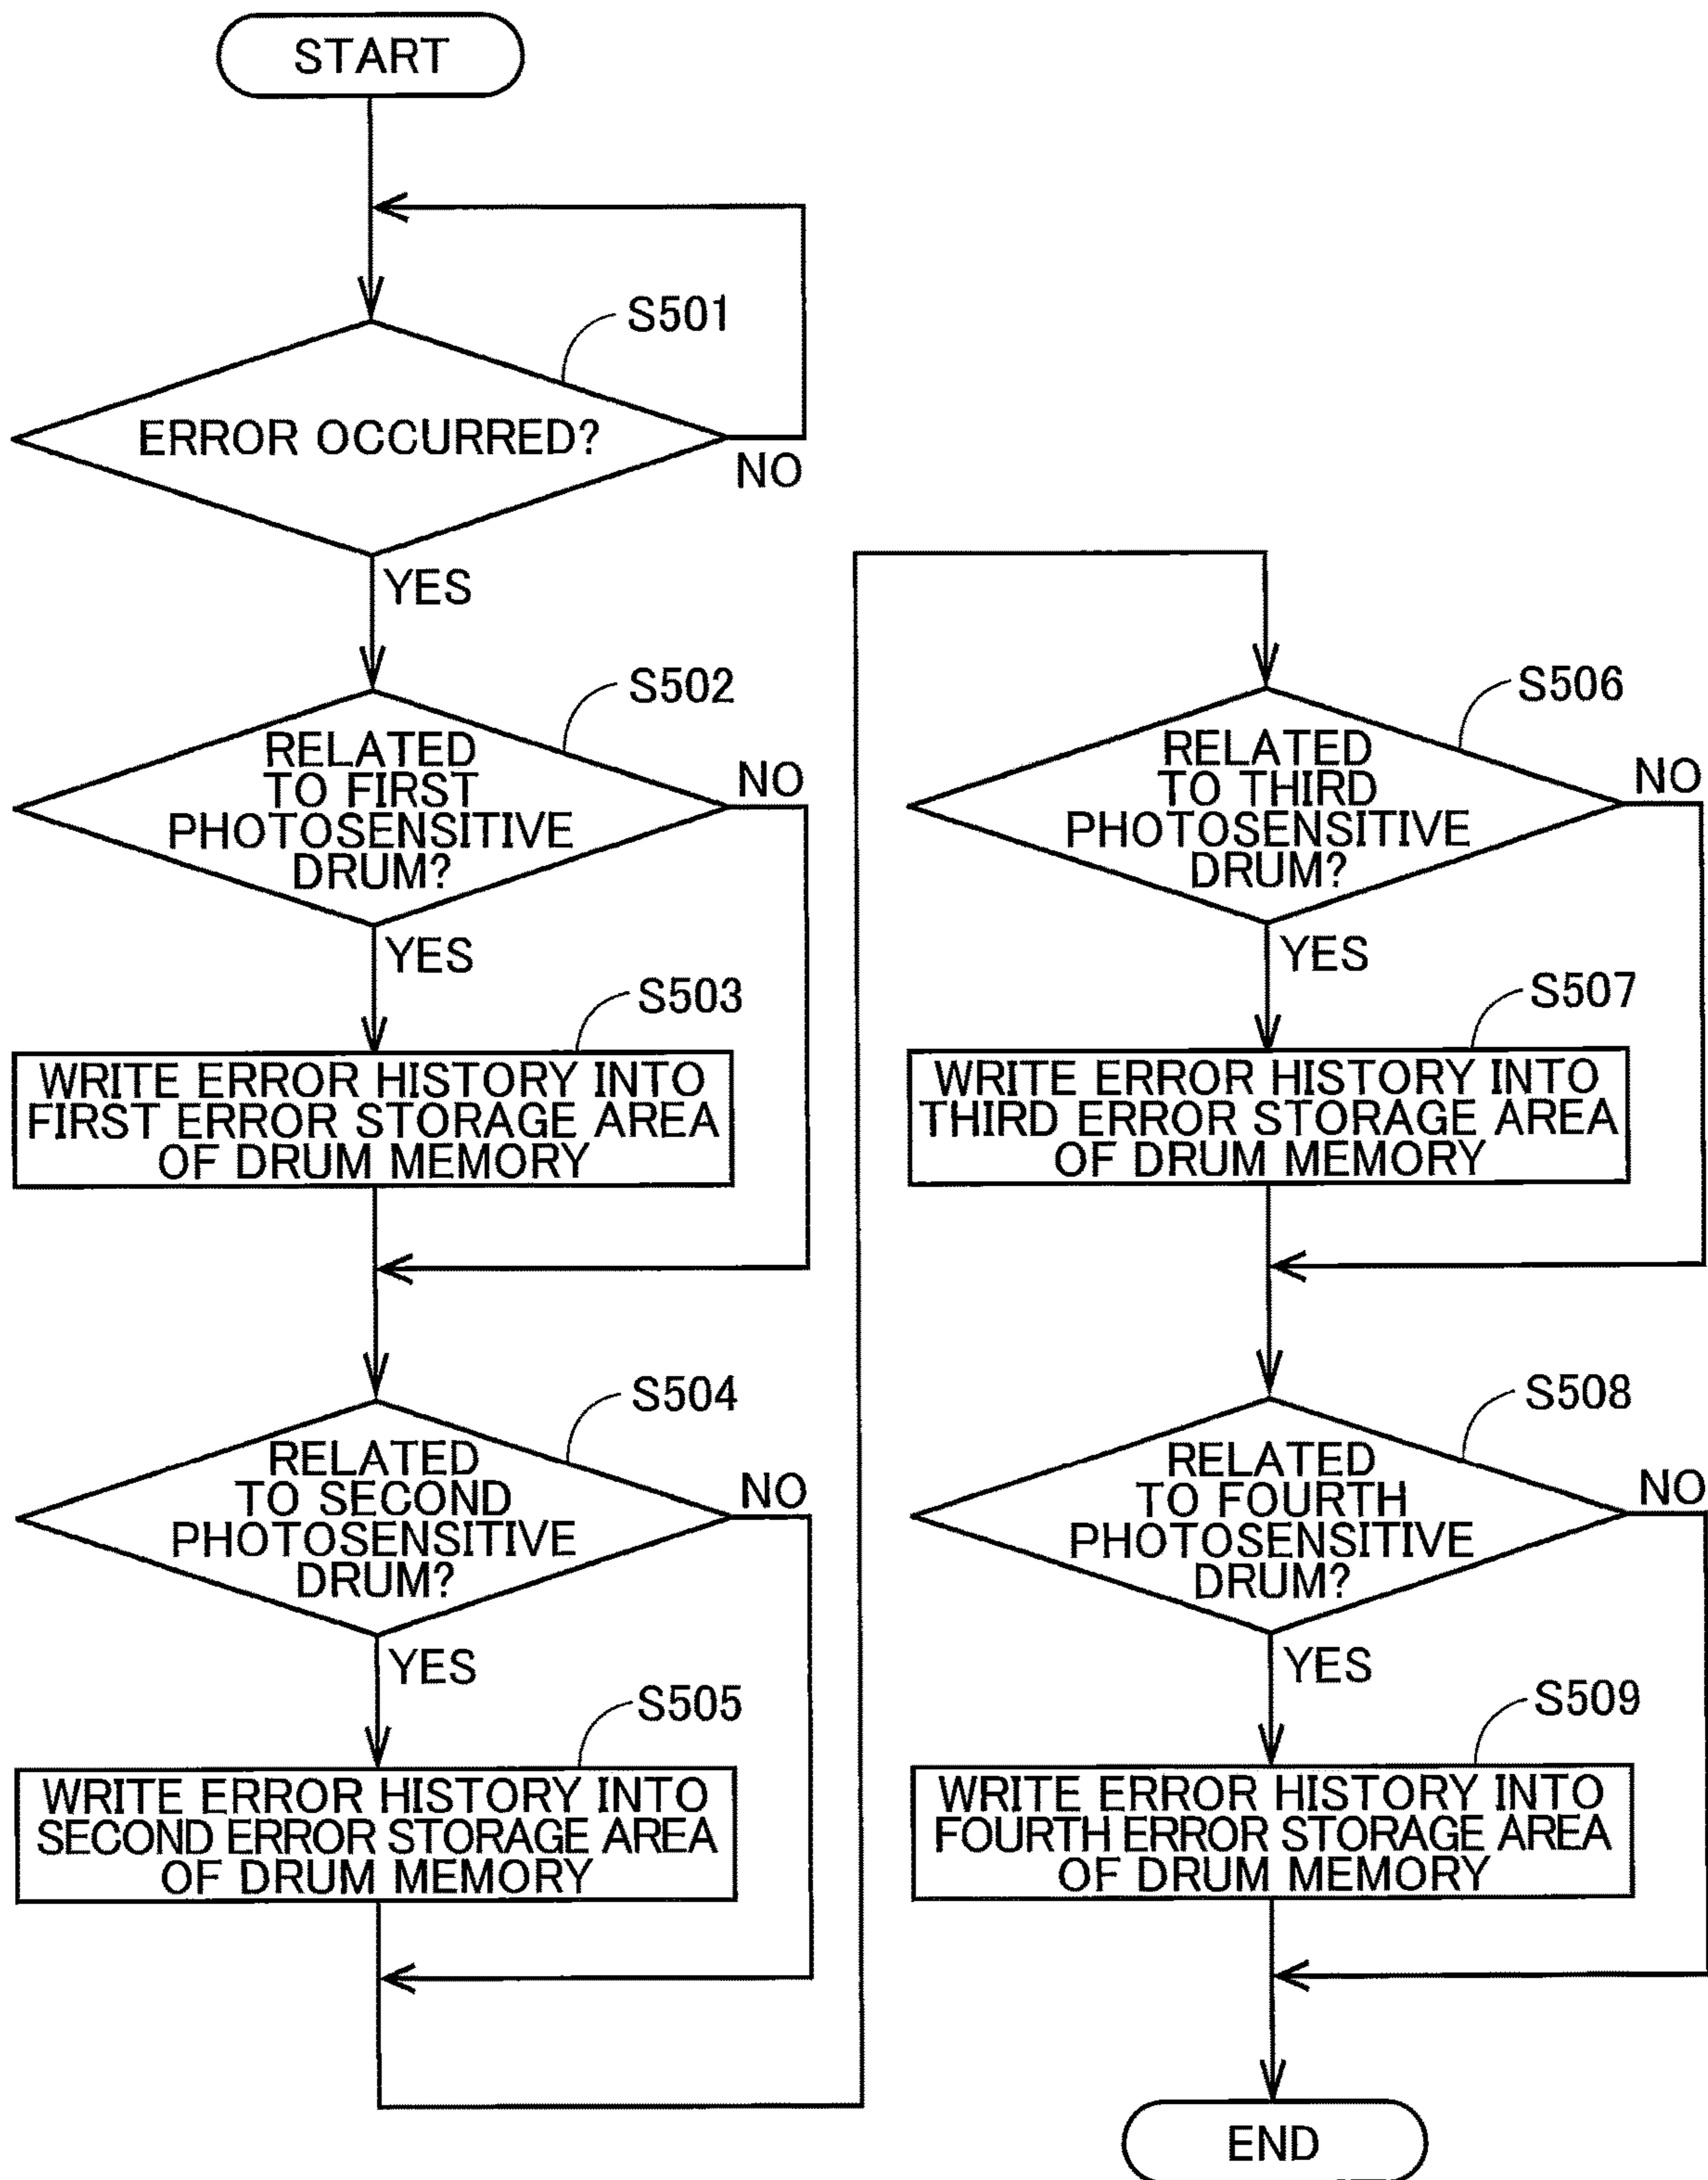 START
S501
ERROR OCCURRED?
NO
YES
S502
RELATED
TO FIRST
PHOTOSENSITIVE
DRUM?
NO
YES
S503
WRITE ERROR HISTORY INTO
FIRST ERROR STORAGE AREA
OF DRUM MEMORY
S504
RELATED
TO SECOND
PHOTOSENSITIVE
DRUM?
NO
YES
S505
WRITE ERROR HISTORY INTO
SECOND ERROR STORAGE AREA
OF DRUM MEMORY
S506
RELATED
TO THIRD
PHOTOSENSITIVE
DRUM?
NO
YES
S507
WRITE ERROR HISTORY INTO
THIRD ERROR STORAGE AREA
OF DRUM MEMORY
S508
RELATED
TO FOURTH
PHOTOSENSITIVE
DRUM?
NO
YES
S509
WRITE ERROR HISTORY INTO
FOURTH ERROR STORAGE AREA
OF DRUM MEMORY
END